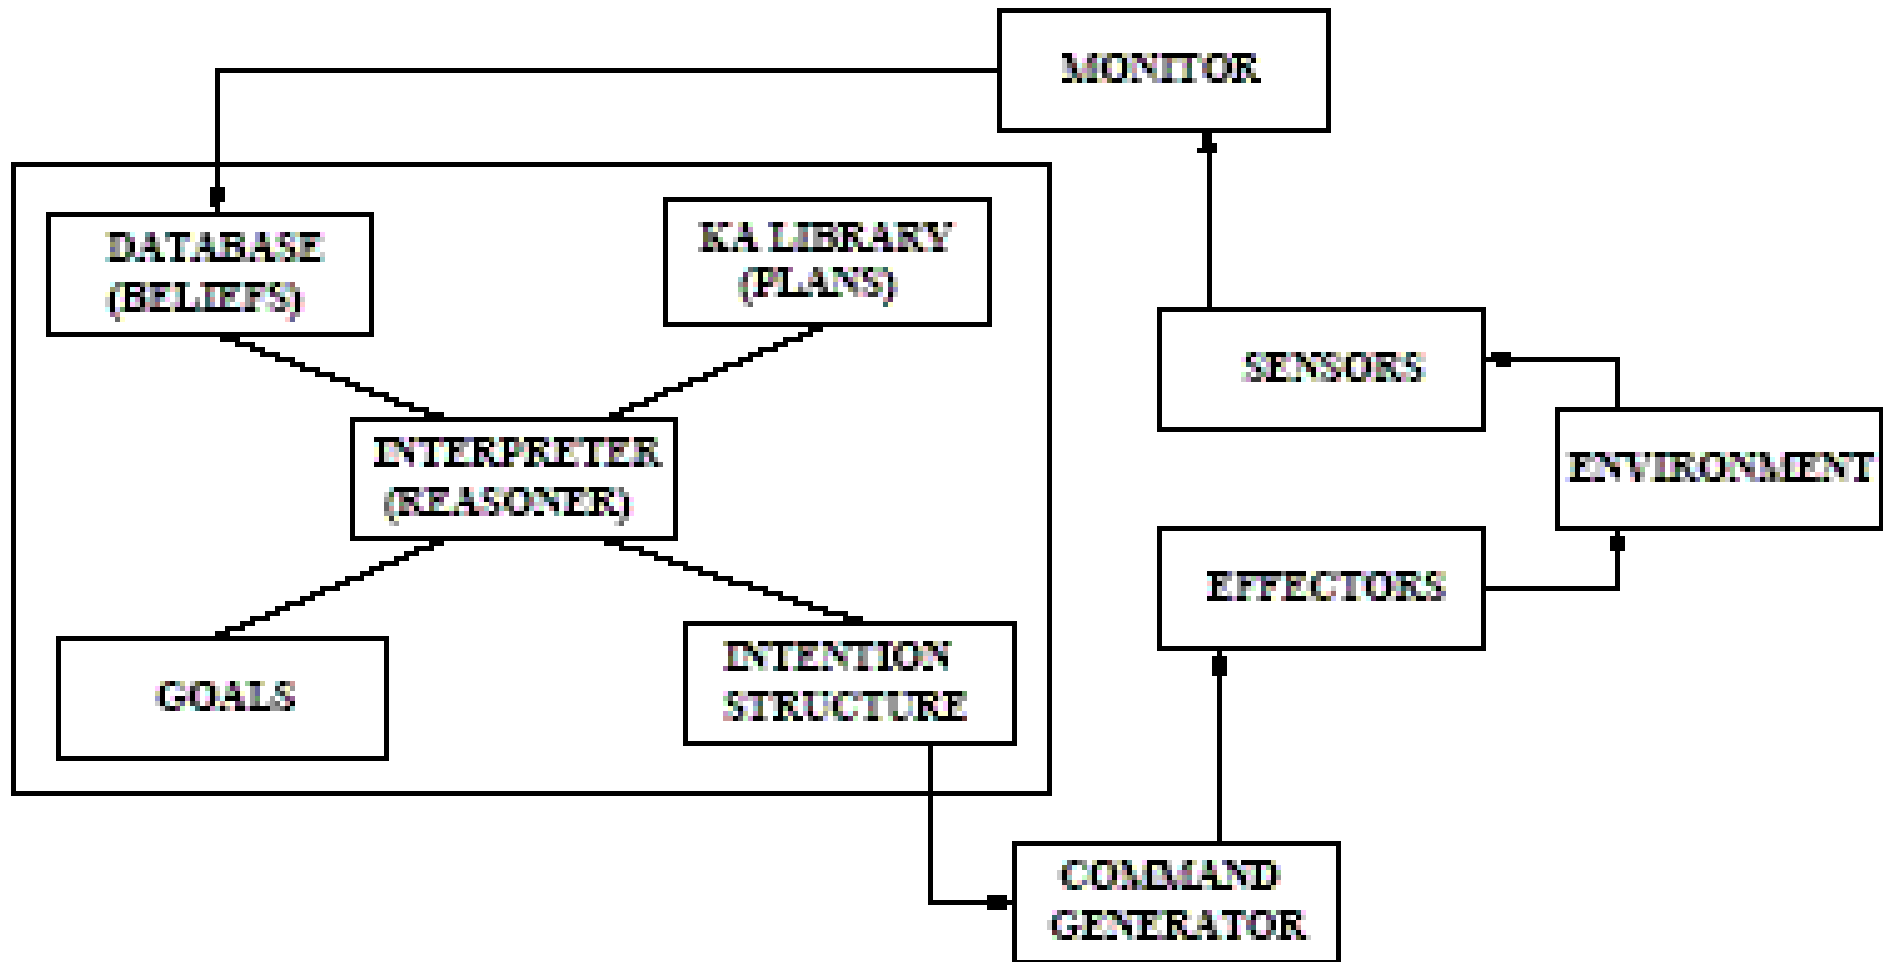 MONITOR
DATABASE
(BELIEFS)
KA LIBRARY
(PLANS)
SENSORS
INTERPRETER
(REASONER)
ENVIRONMENT
EFFECTORS
GOALS
INTENTION
STRUCTURE
COMMAND
GENERATOR